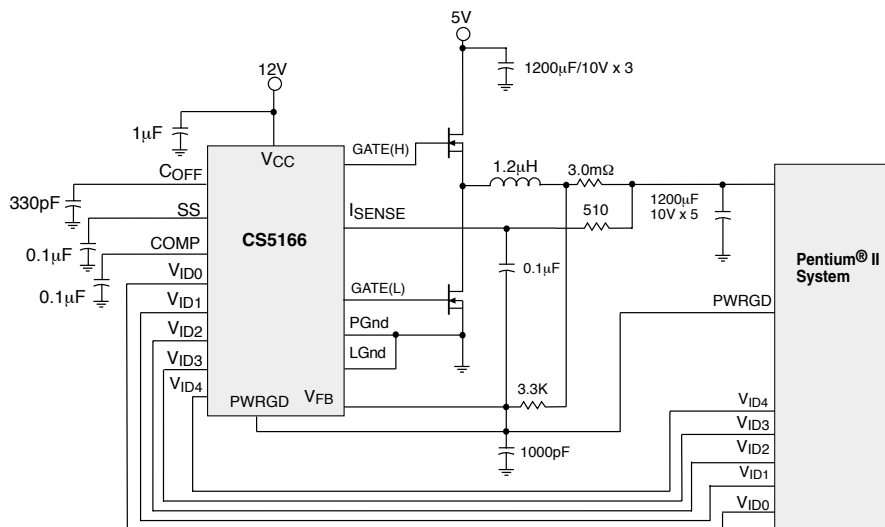 5V
1200μF/10V x 3
12V
1μF
VCC
GATE(H)
COFF
1.2μH
3.0mΩ
330pF
SS
ISENSE
510
1200μF
10V x 5
CS5166
COMP
0.1μF
VID0
0.1μF
0.1μF
Pentium® II
System
VID1
GATE(L)
PWRGD
VID2
PGnd
VID3
LGnd
VID4
3.3K
PWRGD
VFB
VID4
1000pF
VID3
VID2
VID1
VID0